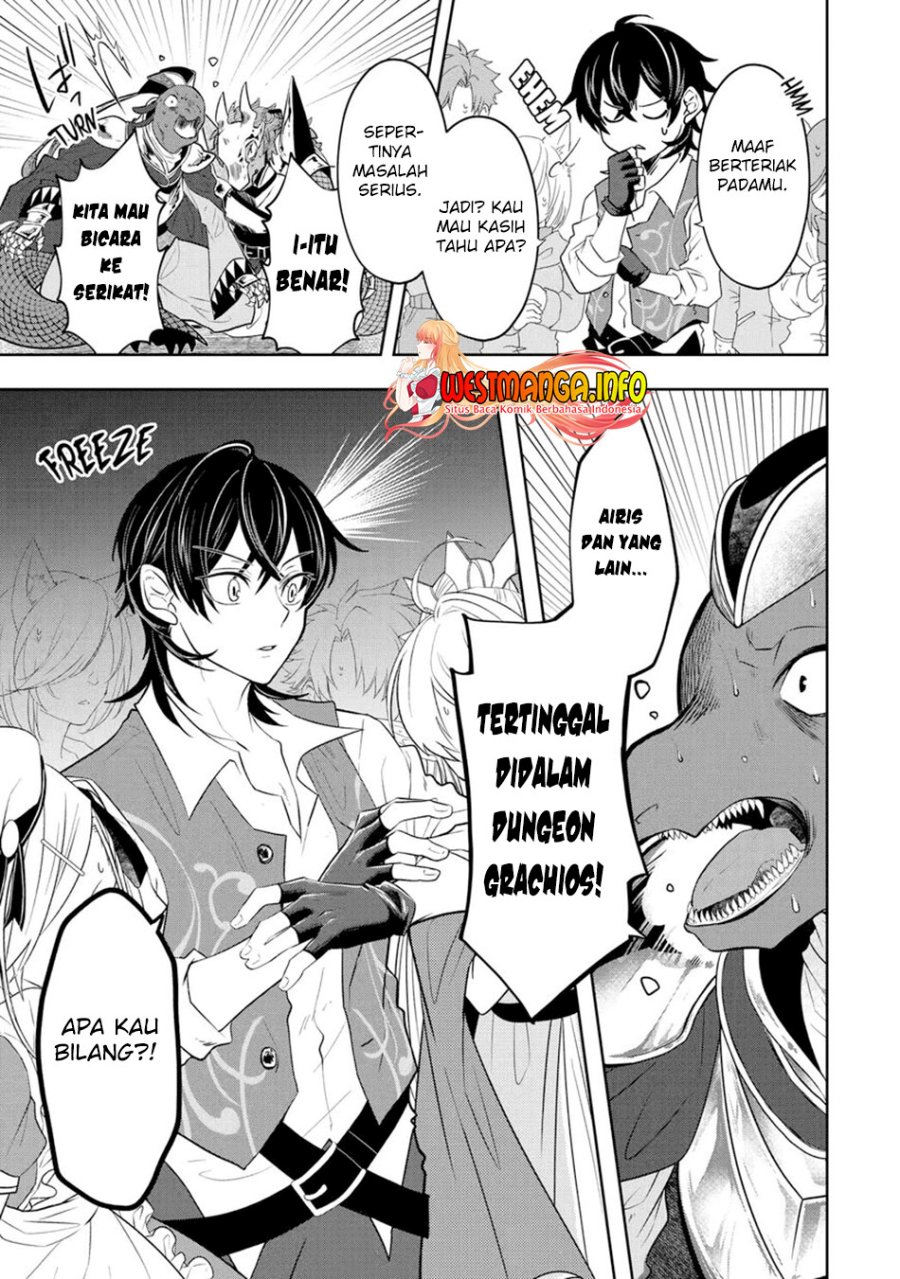 HMM
MAAF
BERTERIAK
PADAMU.
EHEM
SEPER-
TINYA
MASALAH
SERIUS.
JADI? KAU
MAU KASIH
TAHU APA?
TURN
I-ITU
BENAR!
KITA MAU
BICARA
KE
SERIKAT!
WESTMANGA.INFO
Situs Baca Komik Berbahasa Indonesia
AIRIS
DAN YANG
LAIN...
TERTINGGAL
DIDALAM
DUNGEON
GRACHIOS!
FREEZE
APA KAU
BILANG?!